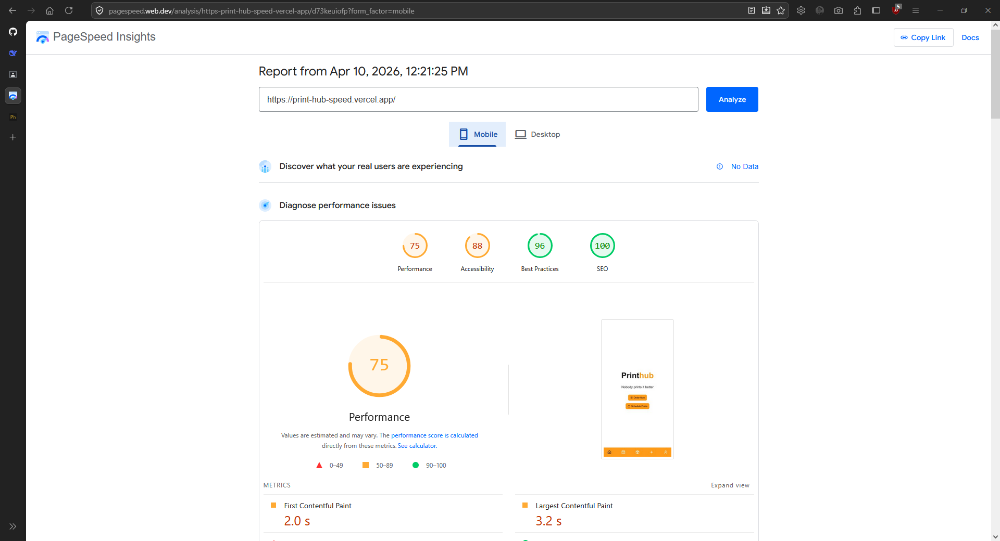 pagespeed.web.dev/analysis/https-print-hub-speed-vercel-app/d73keuiofp?form_factor=mobile
5
Ph
PageSpeed Insights
Copy Link
Docs
Report from Apr 10, 2026, 12:21:25 PM
https://print-hub-speed.vercel.app/
Analyze
Mobile
Desktop
Discover what your real users are experiencing
No Data
Diagnose performance issues
75
88
96
100
Performance
Accessibility
Best Practices
SEO
75
Performance
Values are estimated and may vary. The performance score is calculated
directly from these metrics. See calculator.
0–49
50–89
90–100
Printhub
Nobody prints it better
Order Now
Schedule Prints
METRICS
Expand view
First Contentful Paint
2.0 s
Largest Contentful Paint
3.2 s